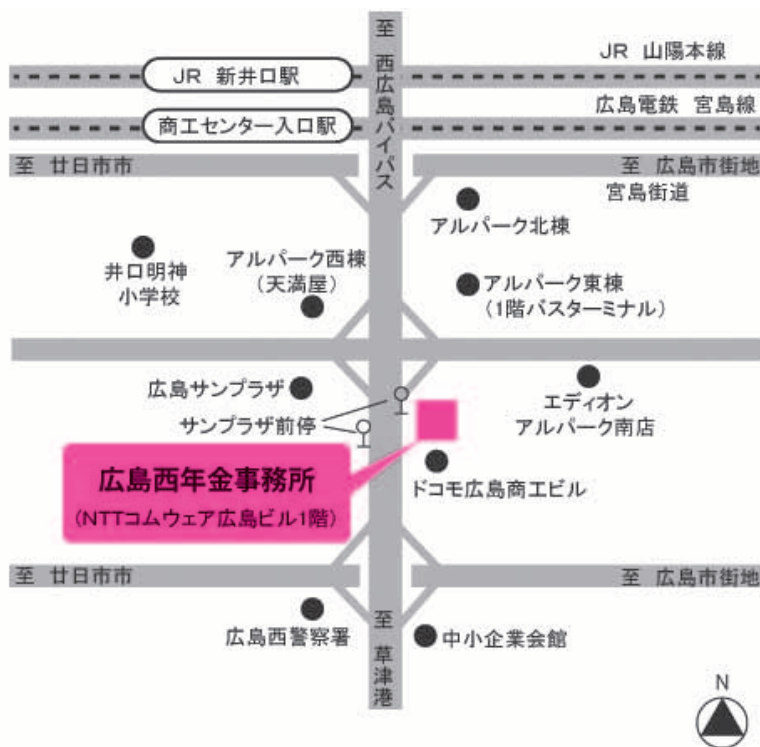 至 西広島バイパス
JR 山陽本線
JR 新井口駅
広島電鉄 宮島線
商工センター入口駅
至 廿日市市
至 広島市街地
宮島街道
アルパーク北棟
井口明神
小学校
アルパーク西棟
(天満屋)
アルパーク東棟
(1階バスターミナル)
広島サンプラザ
エディオン
アルパーク南店
サンプラザ前停
広島西年金事務所
(NTTコムウェア広島ビル1階)
ドコモ広島商工ビル
至 廿日市市
至 広島市街地
広島西警察署
至 草津港
中小企業会館
N